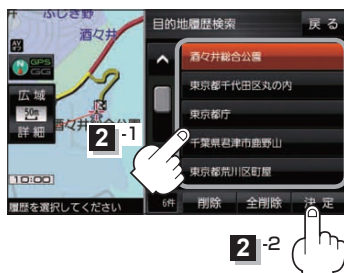 ふじき野
目的地履歴検索
戻る
酒々井
AV
GPS
広域
50m
詳細
10:00
酒々井総合公園
東京都千代田区丸の内
東京都庁
千葉県君津市鹿野山
東京都荒川区町屋
2-1
履歴を選択してください
6件
削除
全削除
決定
2-2